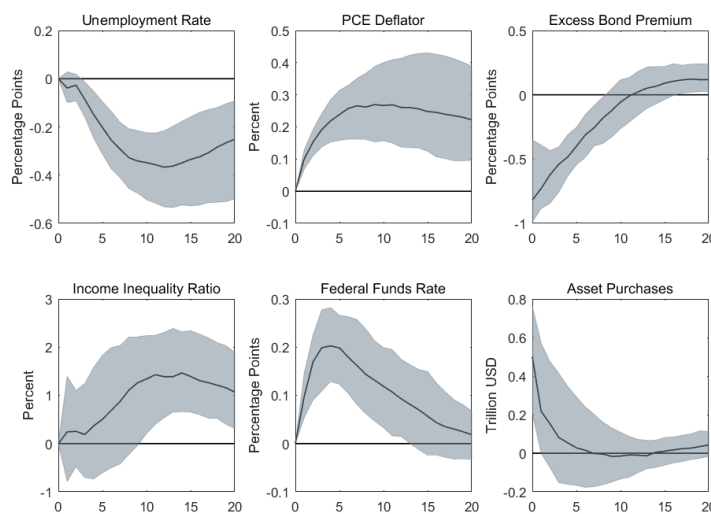 Unemployment Rate
Percentage Points
0.2
0
-0.2
-0.4
-0.6
0 5 10 15 20
PCE Deflator
Percent
0.5
0.4
0.3
0.2
0.1
0
-0.1
0 5 10 15 20
Excess Bond Premium
Percentage Points
0.5
0
-0.5
-1
0 5 10 15 20
Income Inequality Ratio
Percent
3
2
1
0
-1
0 5 10 15 20
Federal Funds Rate
Percentage Points
0.3
0.2
0.1
0
-0.1
0 5 10 15 20
Asset Purchases
Trillion USD
0.8
0.6
0.4
0.2
0
-0.2
0 5 10 15 20